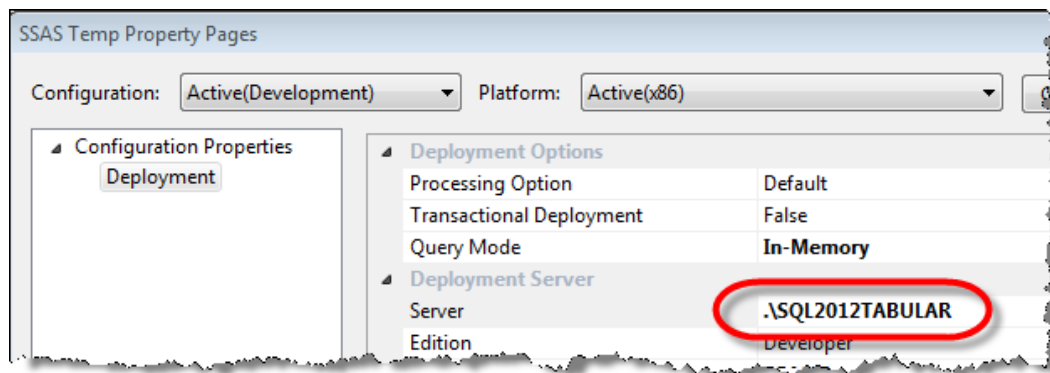 SSAS Temp Property Pages
Configuration: Active(Development) Platform: Active(x86)
Configuration Properties
Deployment
Deployment Options
Processing Option Default
Transactional Deployment False
Query Mode In-Memory
Deployment Server
Server .\SQL2012TABULAR
Edition Developer